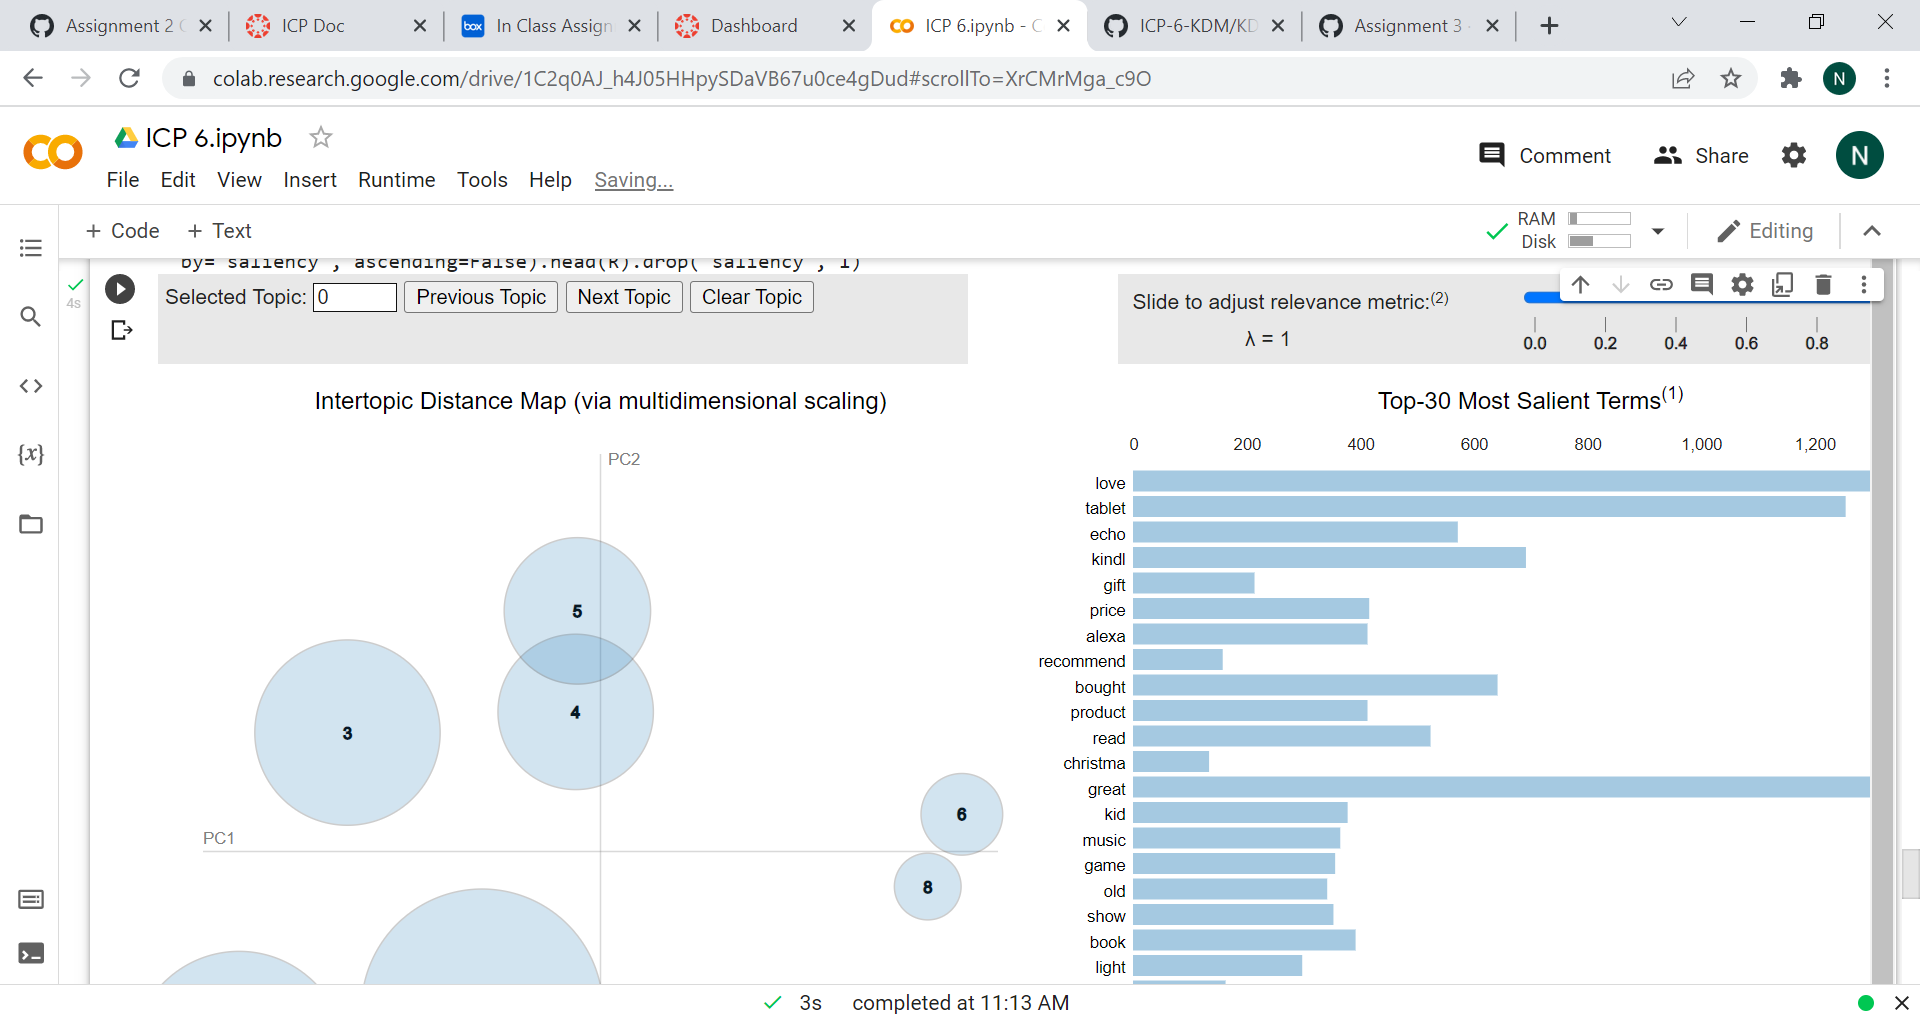 Assignment 2 C
ICP Doc
box In Class Assign
Dashboard
ICP 6.ipynb - C
ICP-6-KDM/KD
Assignment 3 -
colab.research.google.com/drive/1C2q0AJ_h4J05HHpySDaVB67u0ce4gDud#scrollTo=XrCMrMga_c9O
N
ICP 6.ipynb
File Edit View Insert Runtime Tools Help Saving...
Comment
Share
N
+ Code + Text
RAM
Disk
Editing
by='saliency', ascending=False).head(R).drop('saliency', 1)
4s
Selected Topic: 0 Previous Topic Next Topic Clear Topic
Slide to adjust relevance metric:(2)
λ = 1
0.0 0.2 0.4 0.6 0.8
Intertopic Distance Map (via multidimensional scaling)
PC2
5
4
3
6
PC1
8
Top-30 Most Salient Terms(1)
0 200 400 600 800 1,000 1,200
love
tablet
echo
kindl
gift
price
alexa
recommend
bought
product
read
christma
great
kid
music
game
old
show
book
light
{x}
3s completed at 11:13 AM